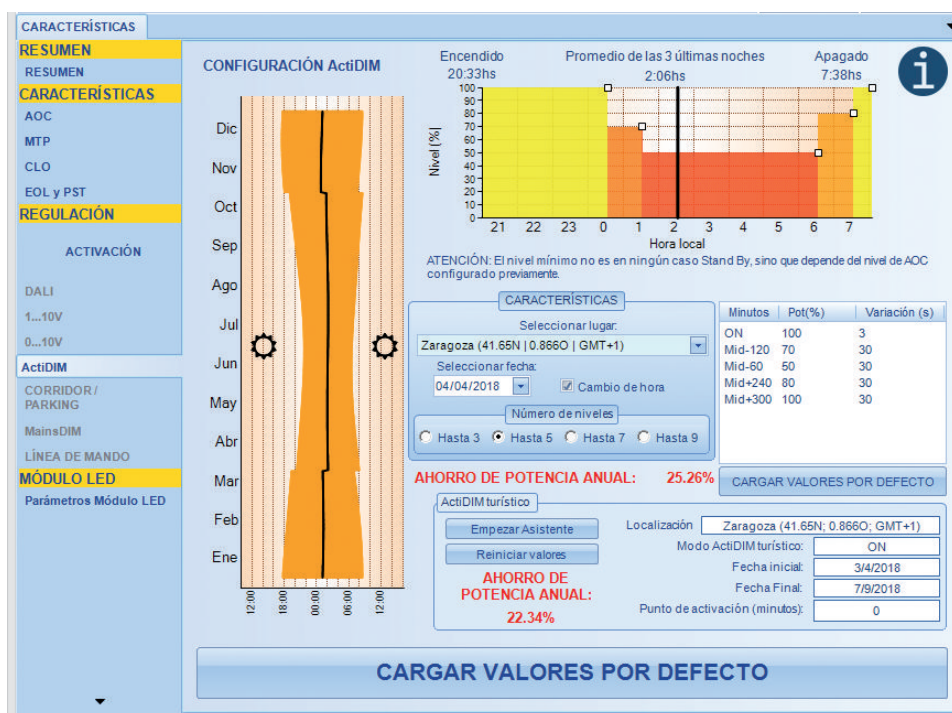 CARACTERÍSTICAS
RESUMEN
RESUMEN
CARACTERÍSTICAS
AOC
MTP
CLO
EOL y PST
REGULACIÓN
ACTIVACIÓN
DALI
1...10V
0...10V
ActiDIM
CORRIDOR /
PARKING
MainsDIM
LÍNEA DE MANDO
MÓDULO LED
Parámetros Módulo LED
CONFIGURACIÓN ActiDIM
Dic
Nov
Oct
Sep
Ago
Jul
Jun
May
Abr
Mar
Feb
Ene
12:00 18:00 00:00 06:00 12:00
Encendido
20:33hs
Promedio de las 3 últimas noches
2:06hs
Apagado
7:38hs
i
Nivel [%]
100
90
80
70
60
50
40
30
20
10
0
21 22 23 0 1 2 3 4 5 6 7
Hora local
ATENCIÓN: El nivel mínimo no es en ningún caso Stand By, sino que depende del nivel de AOC
configurado previamente.
CARACTERÍSTICAS
Seleccionar lugar:
Zaragoza (41.65N | 0.866O | GMT+1)
Seleccionar fecha:
04/04/2018 Cambio de hora
Número de niveles
Hasta 3 Hasta 5 Hasta 7 Hasta 9
Minutos Pot(%) Variación (s)
ON 100 3
Mid-120 70 30
Mid-60 50 30
Mid+240 80 30
Mid+300 100 30
AHORRO DE POTENCIA ANUAL: 25.26%
CARGAR VALORES POR DEFECTO
ActiDIM turístico
Empezar Asistente
Reiniciar valores
AHORRO DE
POTENCIA ANUAL:
22.34%
Localización Zaragoza (41.65N; 0.866O; GMT+1)
Modo ActiDIM turístico: ON
Fecha inicial: 3/4/2018
Fecha Final: 7/9/2018
Punto de activación (minutos): 0
CARGAR VALORES POR DEFECTO